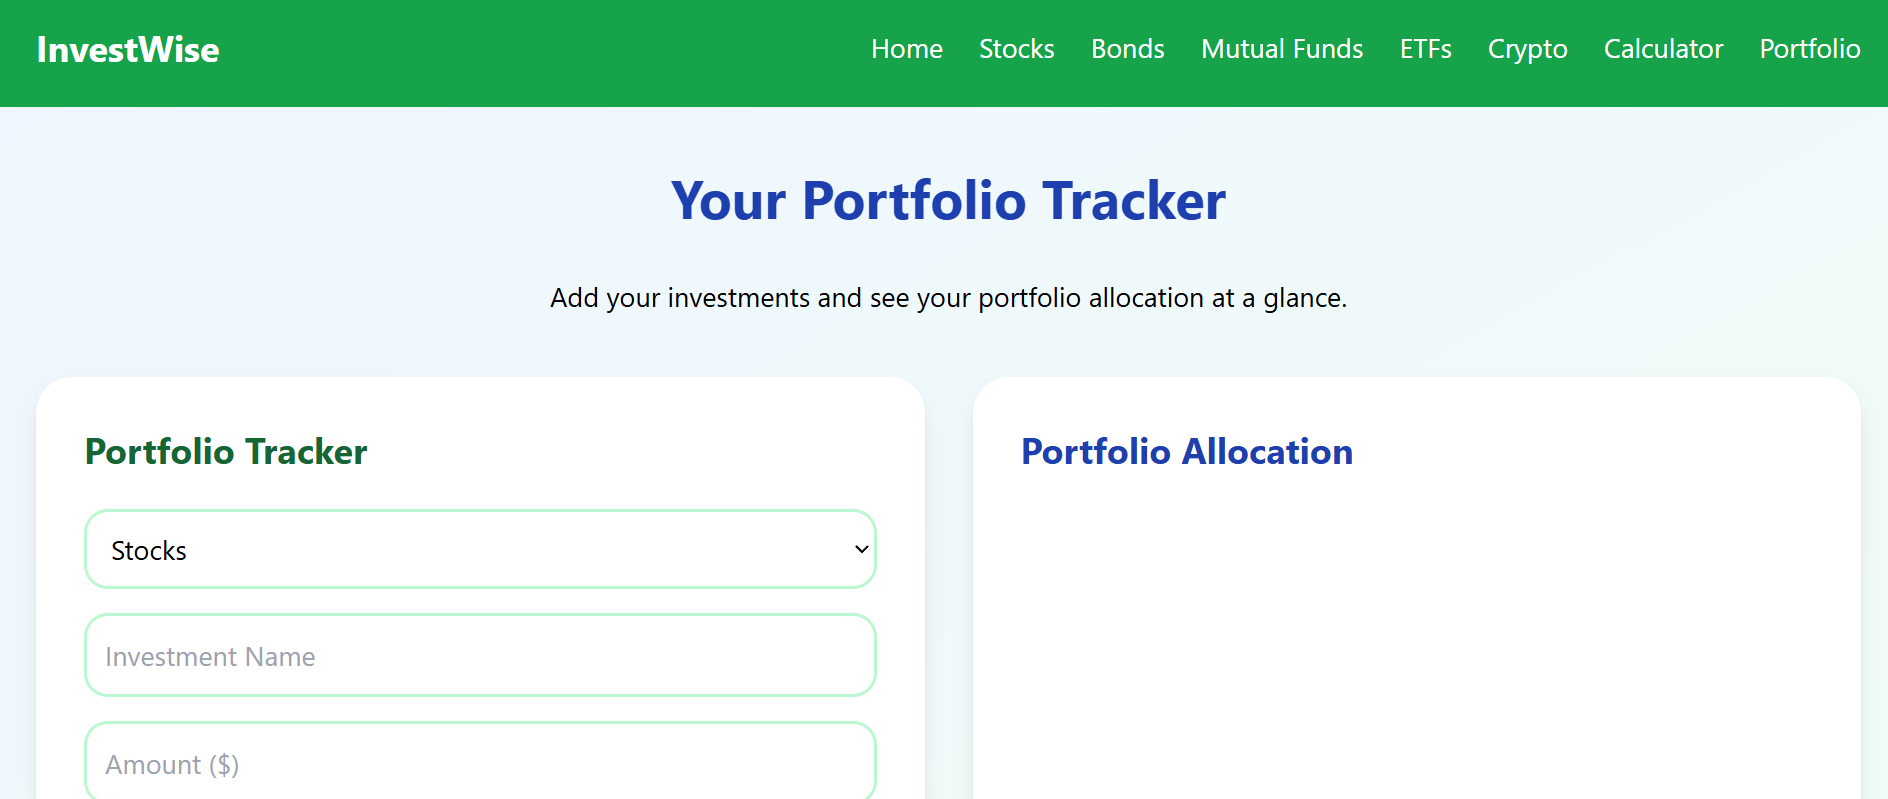 InvestWise
Home Stocks Bonds Mutual Funds ETFs Crypto Calculator Portfolio
Your Portfolio Tracker
Add your investments and see your portfolio allocation at a glance.
Portfolio Tracker
Stocks
Investment Name
Amount ($)
Portfolio Allocation